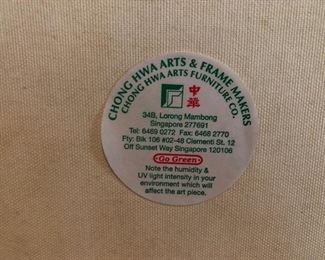 CHONG HWA ARTS & FRAME MAKERS
CHONG HWA ARTS FURNITURE CO.
中
華
34B, Lorong Mambong
Singapore 277691
Tel: 6469 0272 Fax: 6468 2770
Fty: Blk 106 #02-48 Clementi St. 12
Off Sunset Way Singapore 120106
Go Green
Note the humidity &
UV light intensity in your
environment which will
affect the art piece.